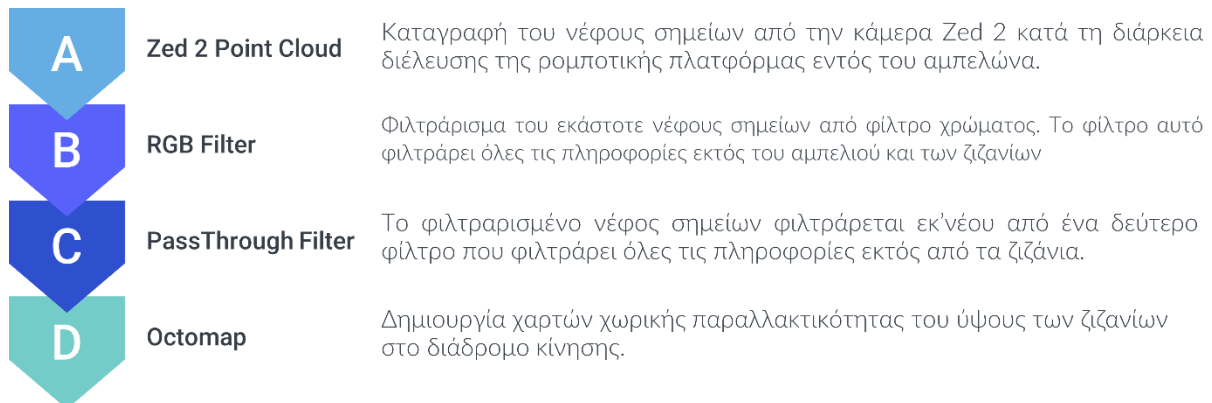 A
Zed 2 Point Cloud
Καταγραφή του νέφους σημείων από την κάμερα Zed 2 κατά τη διάρκεια
διέλευσης της ρομποτικής πλατφόρμας εντός του αμπελώνα.
B
RGB Filter
Φιλτράρισμα του εκάστοτε νέφους σημείων από φίλτρο χρώματος. Το φίλτρο αυτό
φιλτράρει όλες τις πληροφορίες εκτός του αμπελιού και των ζιζανίων
C
PassThrough Filter
Το φιλτραρισμένο νέφος σημείων φιλτράρεται εκ’νέου από ένα δεύτερο
φίλτρο που φιλτράρει όλες τις πληροφορίες εκτός από τα ζιζάνια.
D
Octomap
Δημιουργία χαρτών χωρικής παραλλακτικότητας του ύψους των ζιζανίων
στο διάδρομο κίνησης.